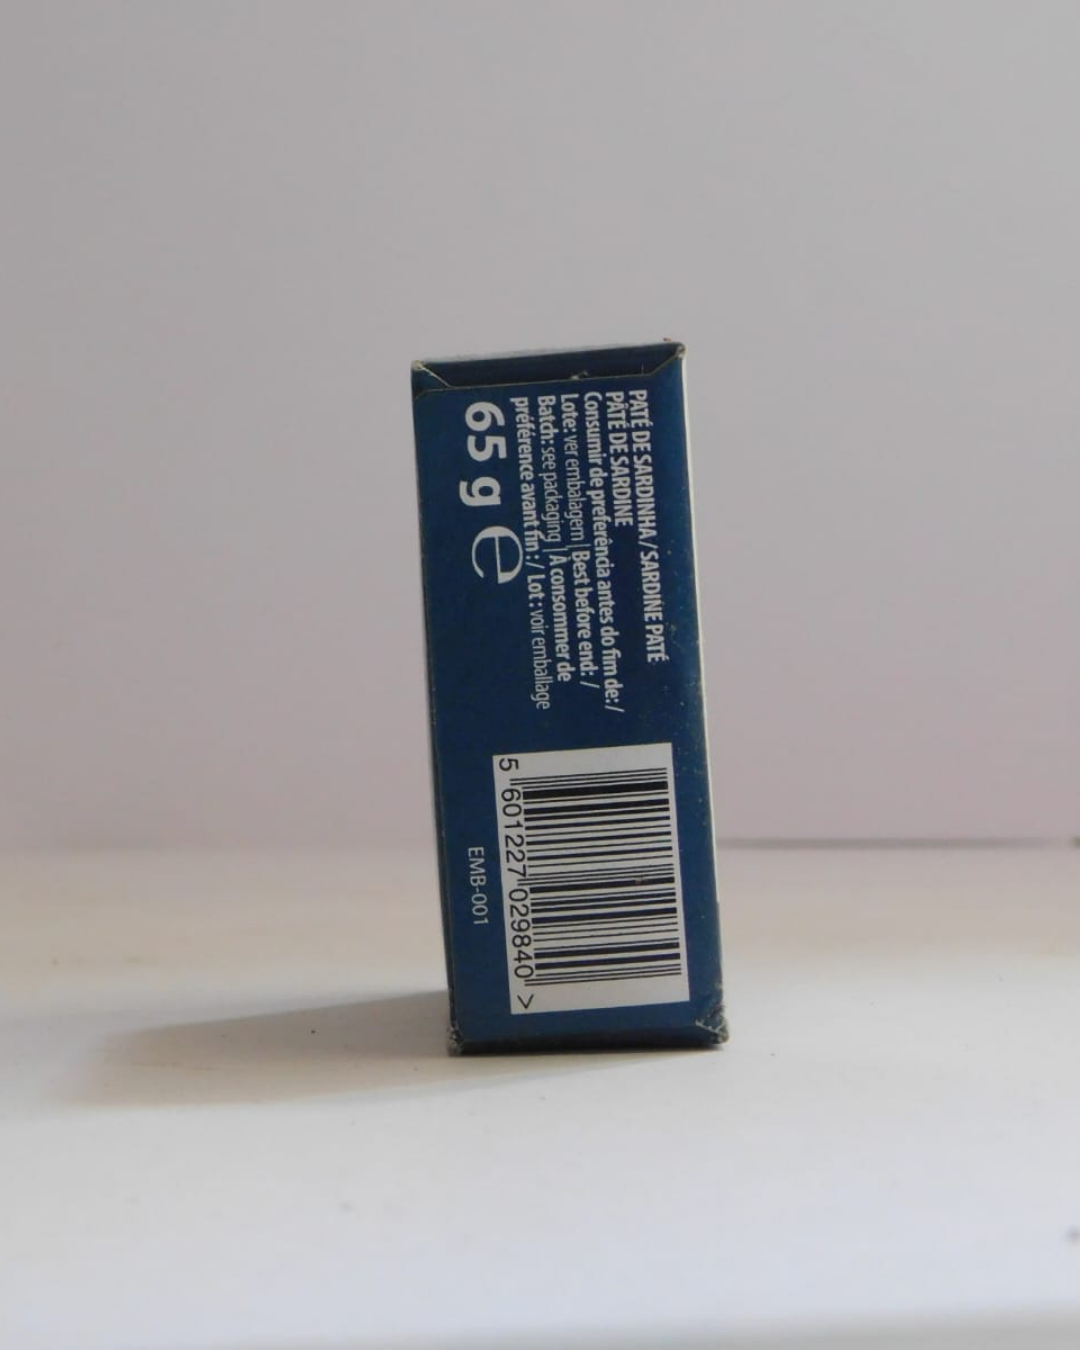 PATÉ DE SARDINHA / SARDINE PATÉ
PÂTÉ DE SARDINE
Consumir de preferência antes do fim de: /
Lote: ver embalagem | Best before end: /
Batch: see packaging | À consommer de
préférence avant fin : / Lot : voir emballage
65 g e
5 601227 029840 >
EMB-001